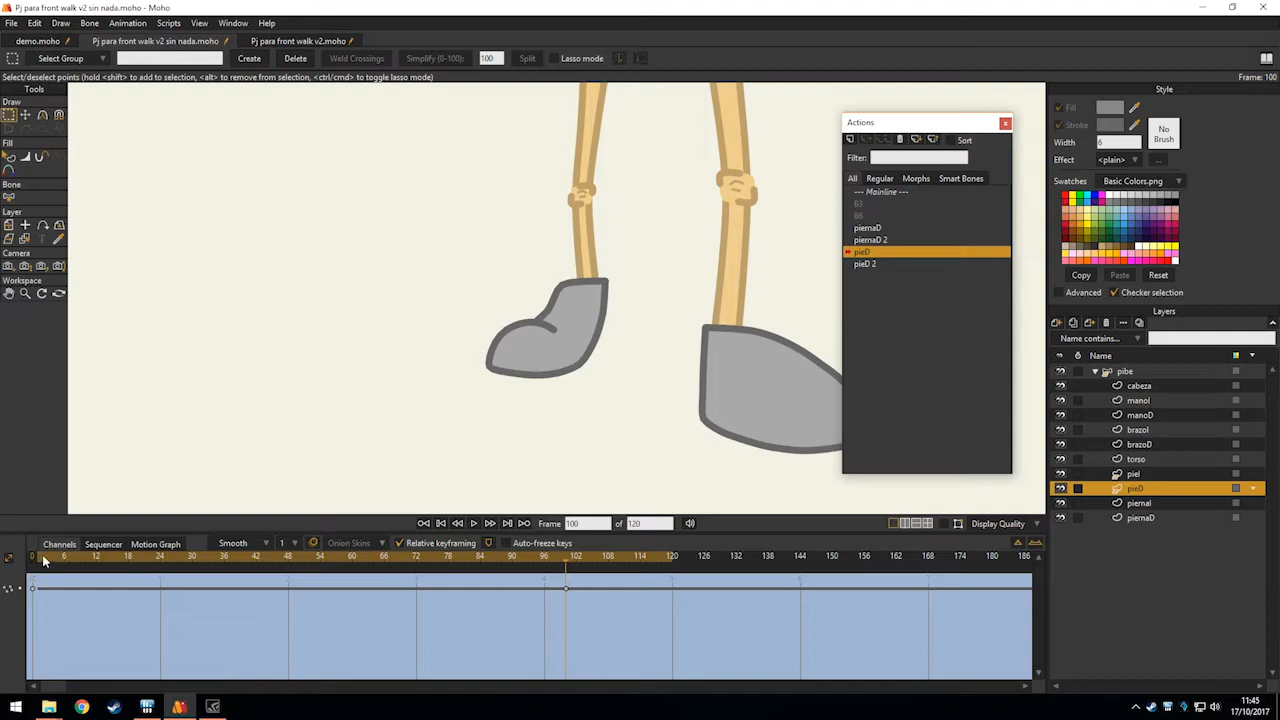 Pj para front walk v2 sin nada.moho - Moho
File Edit Draw Bone Animation Scripts View Window Help
demo.moho Pj para front walk v2 sin nada.moho Pj para front walk v2.moho
Select Group Create Delete Weld Crossings Simplify (0-100): 100 Split Lasso mode
Select/deselect points (hold <shift> to add to selection, <alt> to remove from selection, <ctrl/cmd> to toggle lasso mode) Frame: 100
Tools
Draw
Fill
Bone
Layer
Camera
Workspace
Actions
Sort
Filter:
All Regular Morphs Smart Bones
--- Mainline ---
B3
B6
piernaD
piernaD 2
pieD
pieD 2
Style
Fill
Stroke
No Brush
Width 6
Effect <plain> ...
Swatches Basic Colors.png
Copy Paste Reset
Advanced Checker selection
Layers
Name contains...
Name
pibe
cabeza
manoI
manoD
brazoI
brazoD
torso
pieI
pieD
piernaI
piernaD
Frame 100 of 120 Display Quality
Channels Sequencer Motion Graph Smooth 1 Onion Skins Relative keyframing Auto-freeze keys
0 6 12 18 24 30 36 42 48 54 60 66 72 78 84 90 96 102 108 114 120 126 132 138 144 150 156 162 168 174 180 186
11:45
17/10/2017